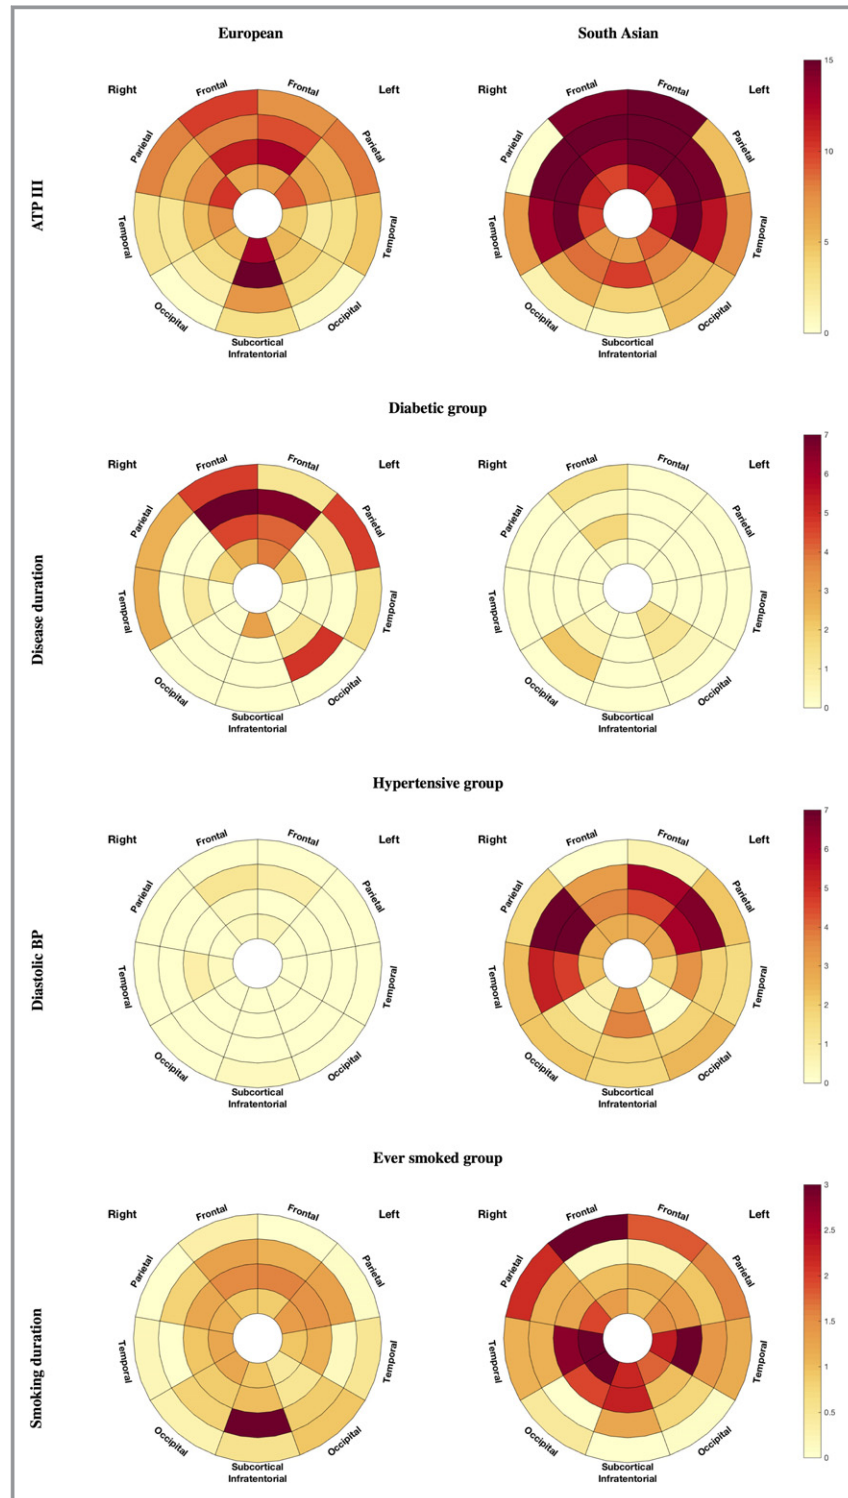 European
South Asian
Right
Frontal
Frontal
Left
Parietal
Parietal
Temporal
Temporal
Occipital
Occipital
Subcortical
Infratentorial
Right
Frontal
Frontal
Left
Parietal
Parietal
Temporal
Temporal
Occipital
Occipital
Subcortical
Infratentorial
15
10
5
0
ATP III
Diabetic group
Right
Frontal
Frontal
Left
Parietal
Parietal
Temporal
Temporal
Occipital
Occipital
Subcortical
Infratentorial
Right
Frontal
Frontal
Left
Parietal
Parietal
Temporal
Temporal
Occipital
Occipital
Subcortical
Infratentorial
7
6
5
4
3
2
1
0
Disease duration
Hypertensive group
Right
Frontal
Frontal
Left
Parietal
Parietal
Temporal
Temporal
Occipital
Occipital
Subcortical
Infratentorial
Right
Frontal
Frontal
Left
Parietal
Parietal
Temporal
Temporal
Occipital
Occipital
Subcortical
Infratentorial
7
6
5
4
3
2
1
0
Diastolic BP
Ever smoked group
Right
Frontal
Frontal
Left
Parietal
Parietal
Temporal
Temporal
Occipital
Occipital
Subcortical
Infratentorial
Right
Frontal
Frontal
Left
Parietal
Parietal
Temporal
Temporal
Occipital
Occipital
Subcortical
Infratentorial
3
2.5
2
1.5
1
0.5
0
Smoking duration